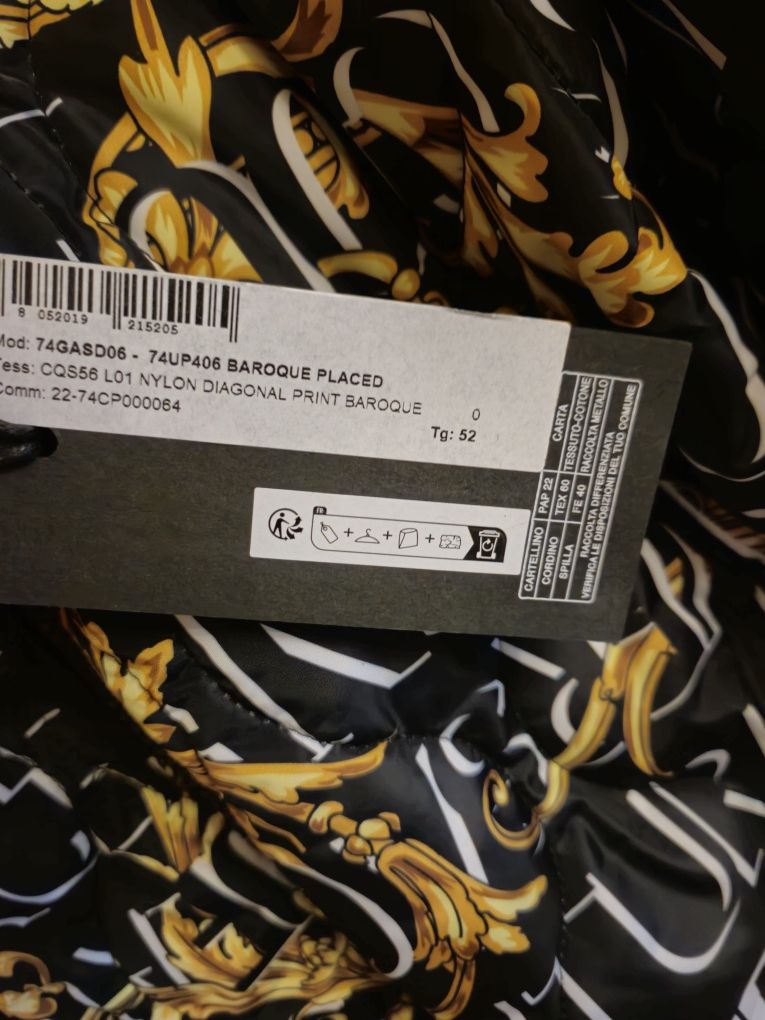 8 052019 215205
Mod: 74GASD06 - 74UP406 BAROQUE PLACED
Tess: CQS56 L01 NYLON DIAGONAL PRINT BAROQUE
Comm: 22-74CP000064
0
Tg: 52
FR
CARTELLINO PAP 22 CARTA
CORDINO TEX 60 TESSUTO-COTONE
SPILLA FE 40 RACCOLTA METALLO
RACCOLTA DIFFERENZIATA
VERIFICA LE DISPOSIZIONI DEL TUO COMUNE